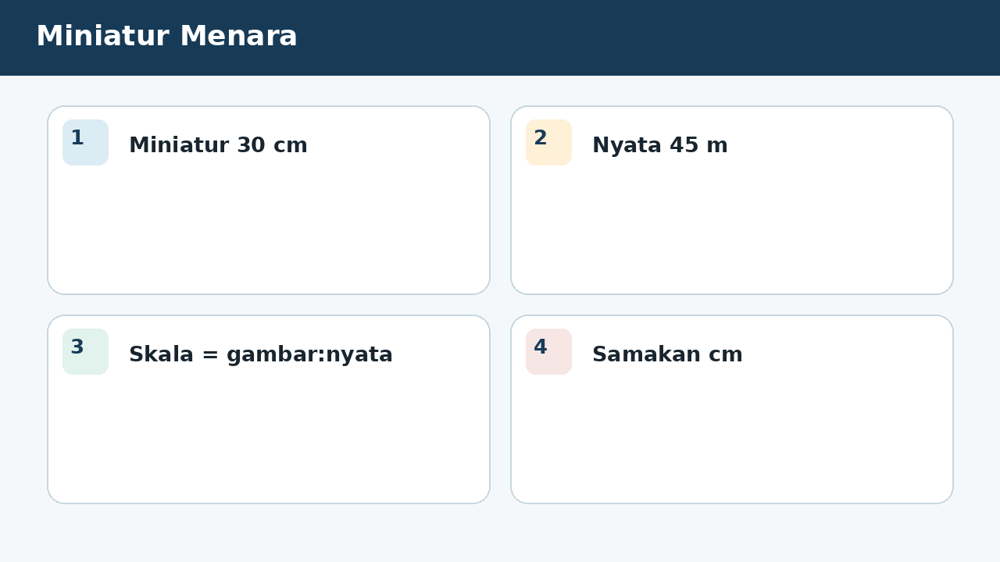 Miniatur Menara
1
Miniatur 30 cm
2
Nyata 45 m
3
Skala = gambar:nyata
4
Samakan cm